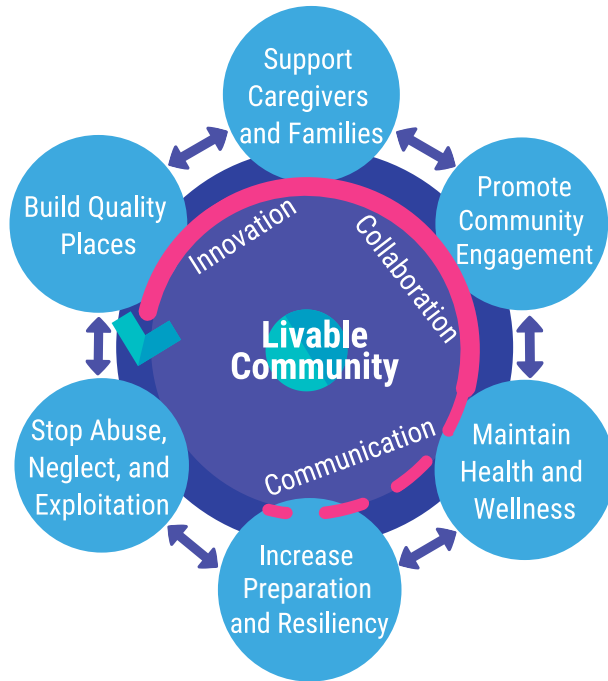 Support
Caregivers
and Families
Build Quality
Places
Promote
Community
Engagement
Innovation
Collaboration
Livable
Community
Communication
Stop Abuse,
Neglect, and
Exploitation
Maintain
Health and
Wellness
Increase
Preparation
and Resiliency